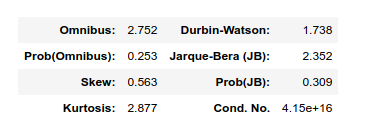 Omnibus: 2.752 Durbin-Watson: 1.738
Prob(Omnibus): 0.253 Jarque-Bera (JB): 2.352
Skew: 0.563 Prob(JB): 0.309
Kurtosis: 2.877 Cond. No. 4.15e+16